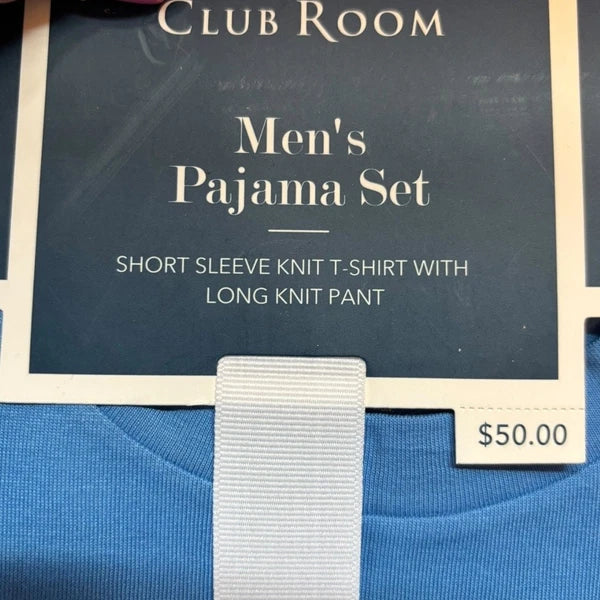 CLUB ROOM
Men's
Pajama Set
SHORT SLEEVE KNIT T-SHIRT WITH
LONG KNIT PANT
$50.00